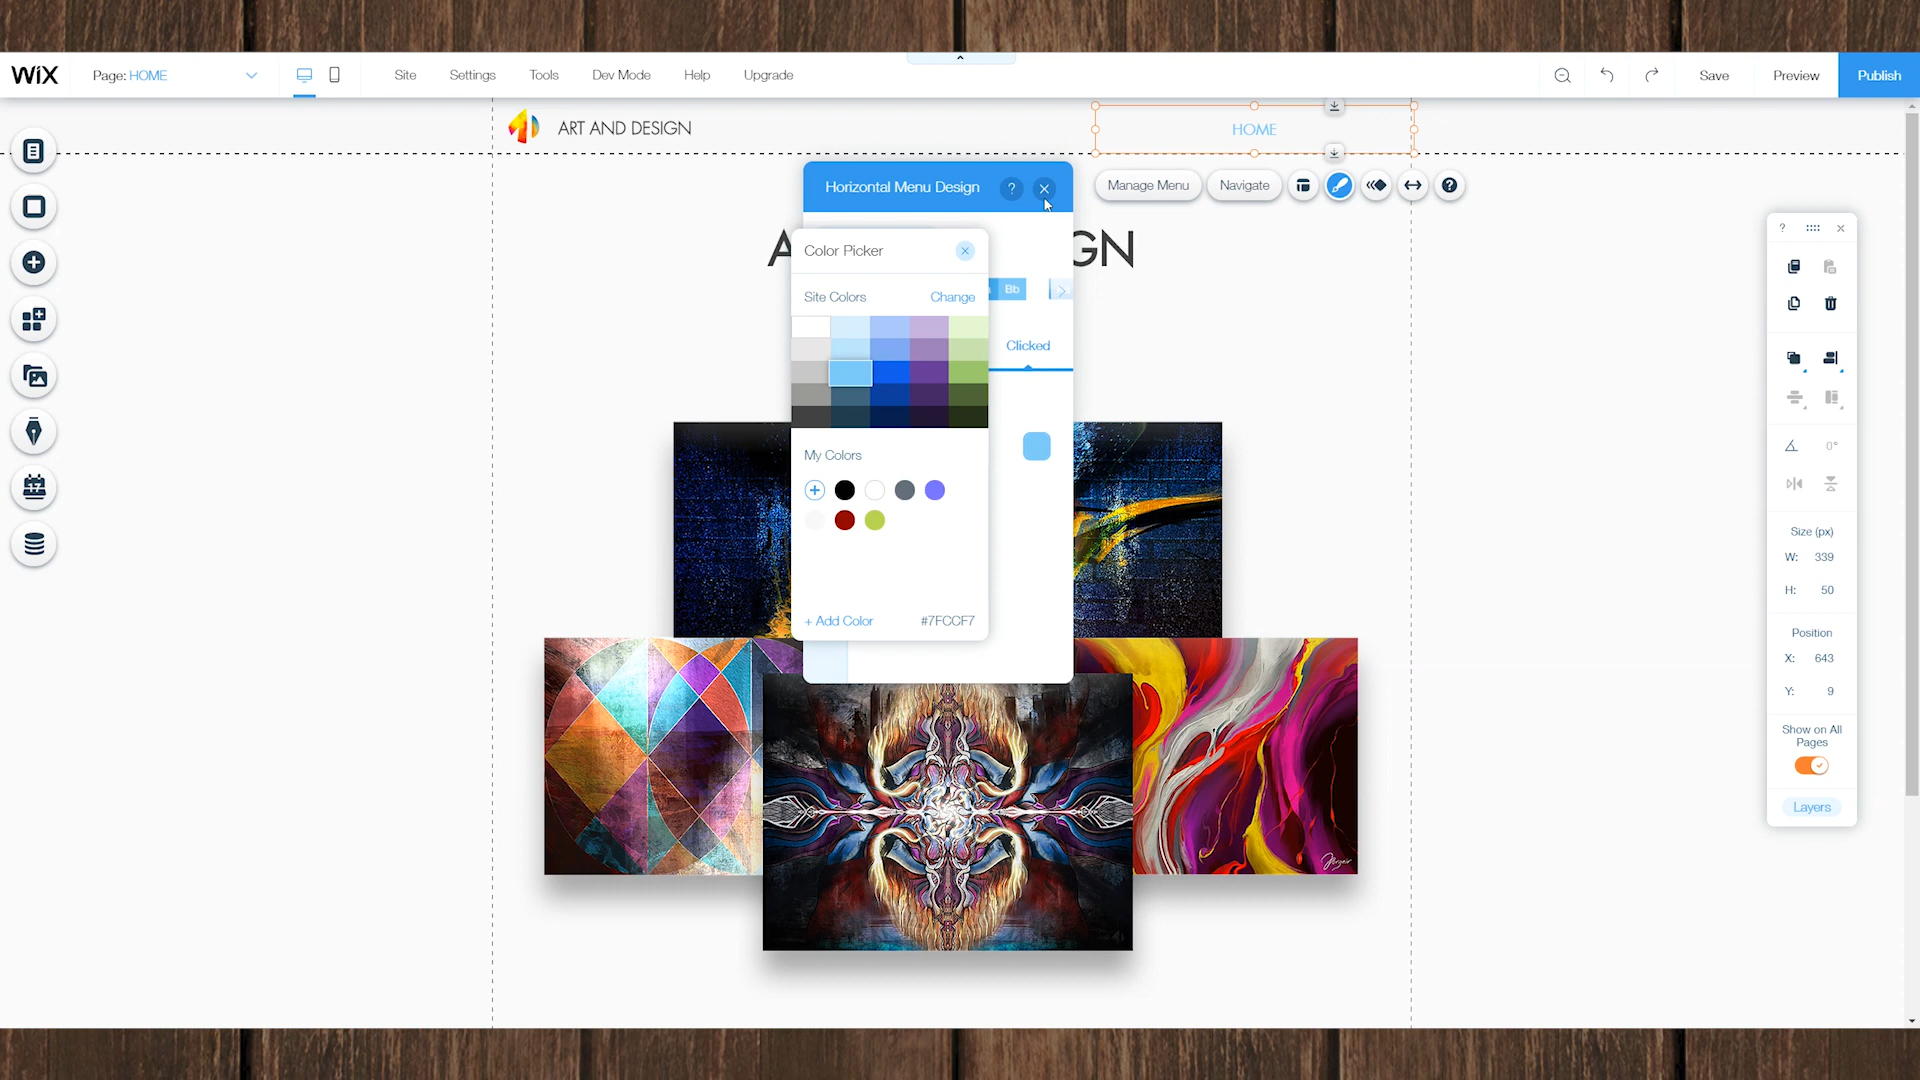 WiX
Page: HOME
Site
Settings
Tools
Dev Mode
Help
Upgrade
Save
Preview
Publish
ART AND DESIGN
HOME
Horizontal Menu Design
?
Manage Menu
Navigate
?
A
GN
Color Picker
Site Colors
Change
Bb
Clicked
My Colors
+ Add Color
#7FCCF7
17
?
0°
Size (px)
W: 339
H: 50
Position
X: 643
Y: 9
Show on All
Pages
Layers